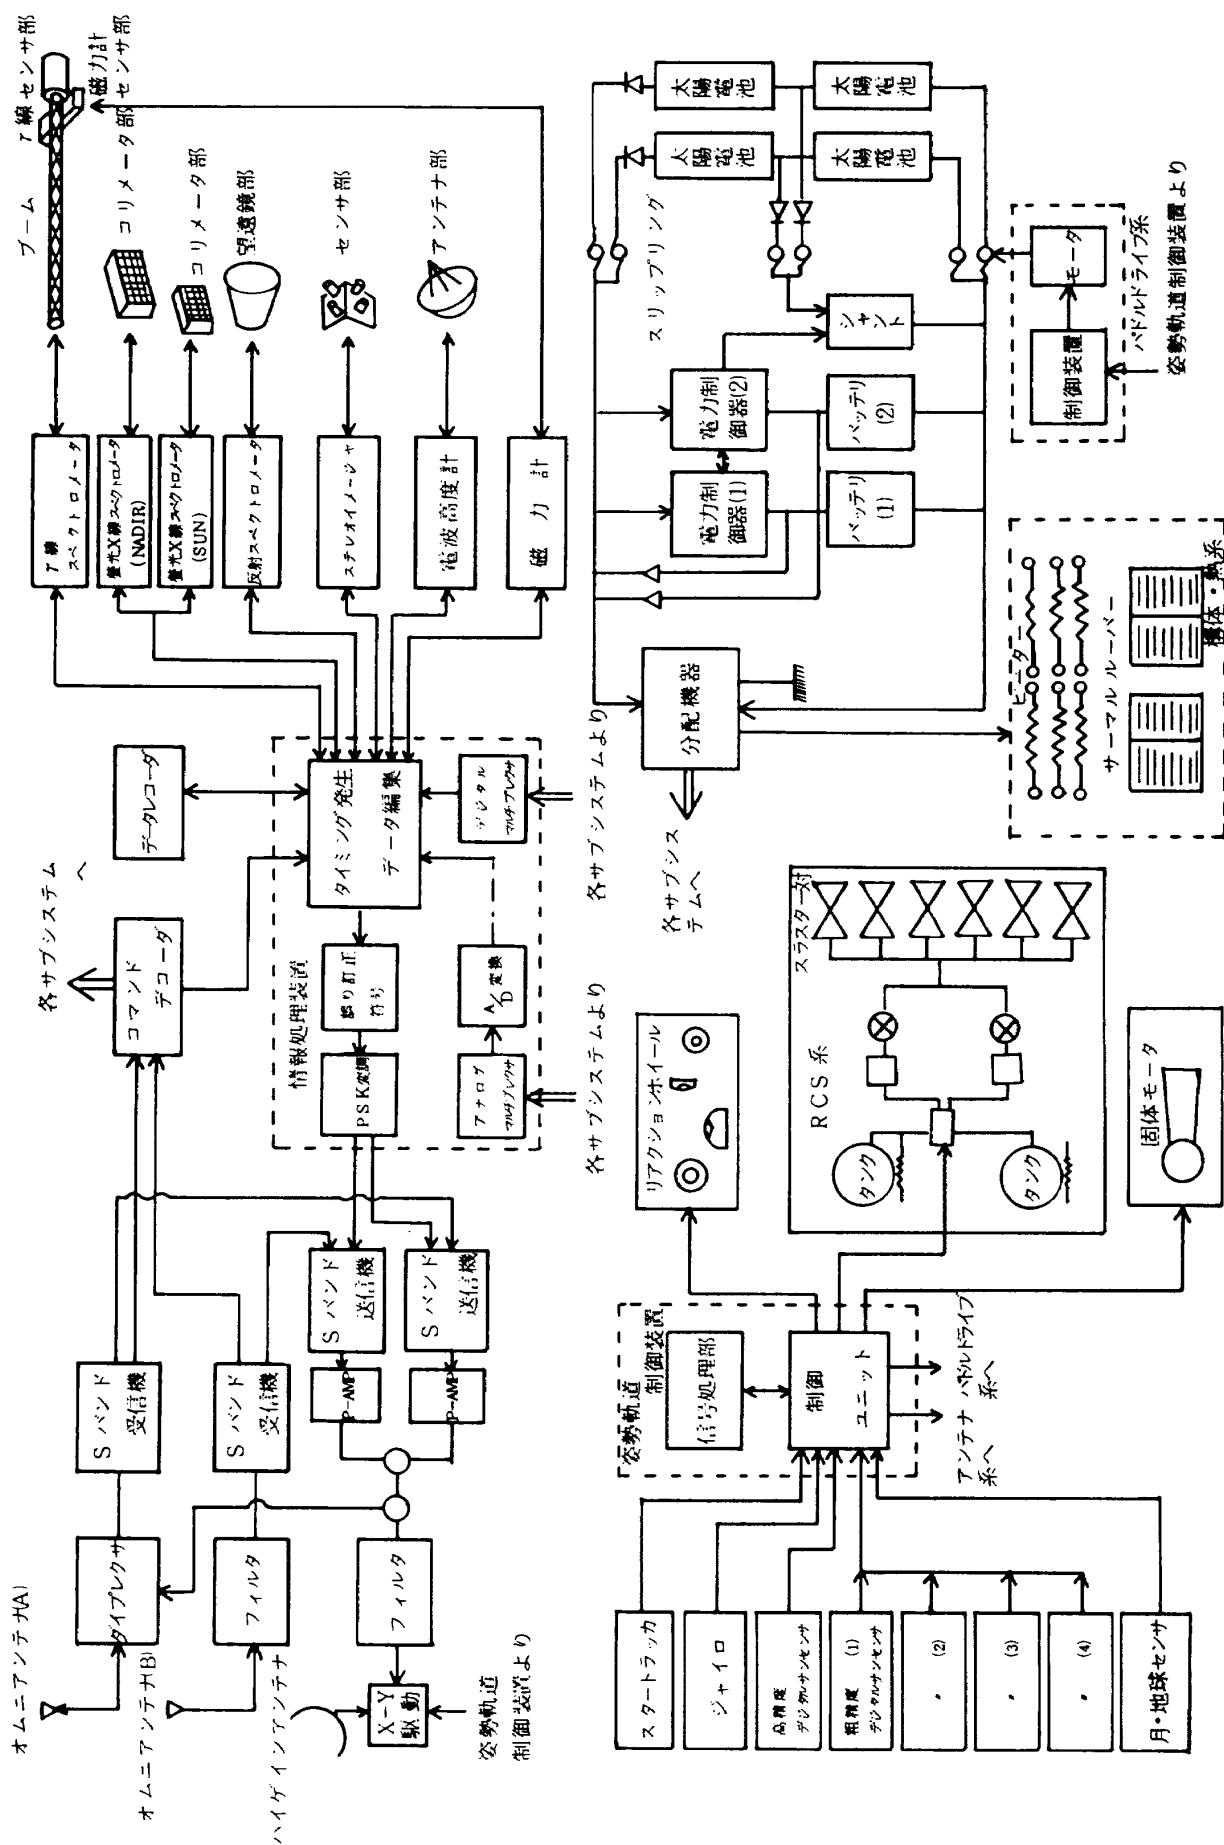 オムニアンテナ(A)
オムニアンテナ(B)
ハイゲインアンテナ
ダイプレクサ
フィルタ
フィルタ
X-Y
駆動
姿勢軌道
制御装置より
Sバンド
受信機
Sバンド
受信機
P-AMP
P-AMP
Sバンド
送信機
Sバンド
送信機
各サブシステム
へ
コマンド
デコーダ
データレコーダ
情報処理装置
PSK変調
誤り訂正
符号
タイミング発生
データ編集
アナログ
マルチプレクサ
A/D変換
デジタル
マルチプレクサ
各サブシステムより
各サブシステムより
γ線
スペクトロメータ
螢光X線スペクトロメータ
(NADIR)
螢光X線スペクトロメータ
(SUN)
反射スペクトロメータ
ステレオイメージャ
電波高度計
磁力計
ブーム
γ線センサ部
磁力計
センサ部
コリメータ部
コリメータ部
望遠鏡部
センサ部
アンテナ部
スタートラッカ
ジャイロ
高精度
デジタルサンセンサ
粗精度 (1)
デジタルサンセンサ
〃 (2)
〃 (3)
〃 (4)
月・地球センサ
姿勢軌道
制御装置
信号処理部
制御
ユニット
アンテナ
系へ
パドルドライブ
系へ
リアクションホイール
RCS系
タンク
タンク
スラスター対
固体モータ
各サブシス
テムへ
分配機器
電力制
御器(1)
電力制
御器(2)
バッテリ
(1)
バッテリ
(2)
シャント
スリップリング
太陽電池
太陽電池
太陽電池
太陽電池
ヒーター
サーマルルーバー
構体・熱系
制御装置
モータ
パドルドライブ系
姿勢軌道制御装置より